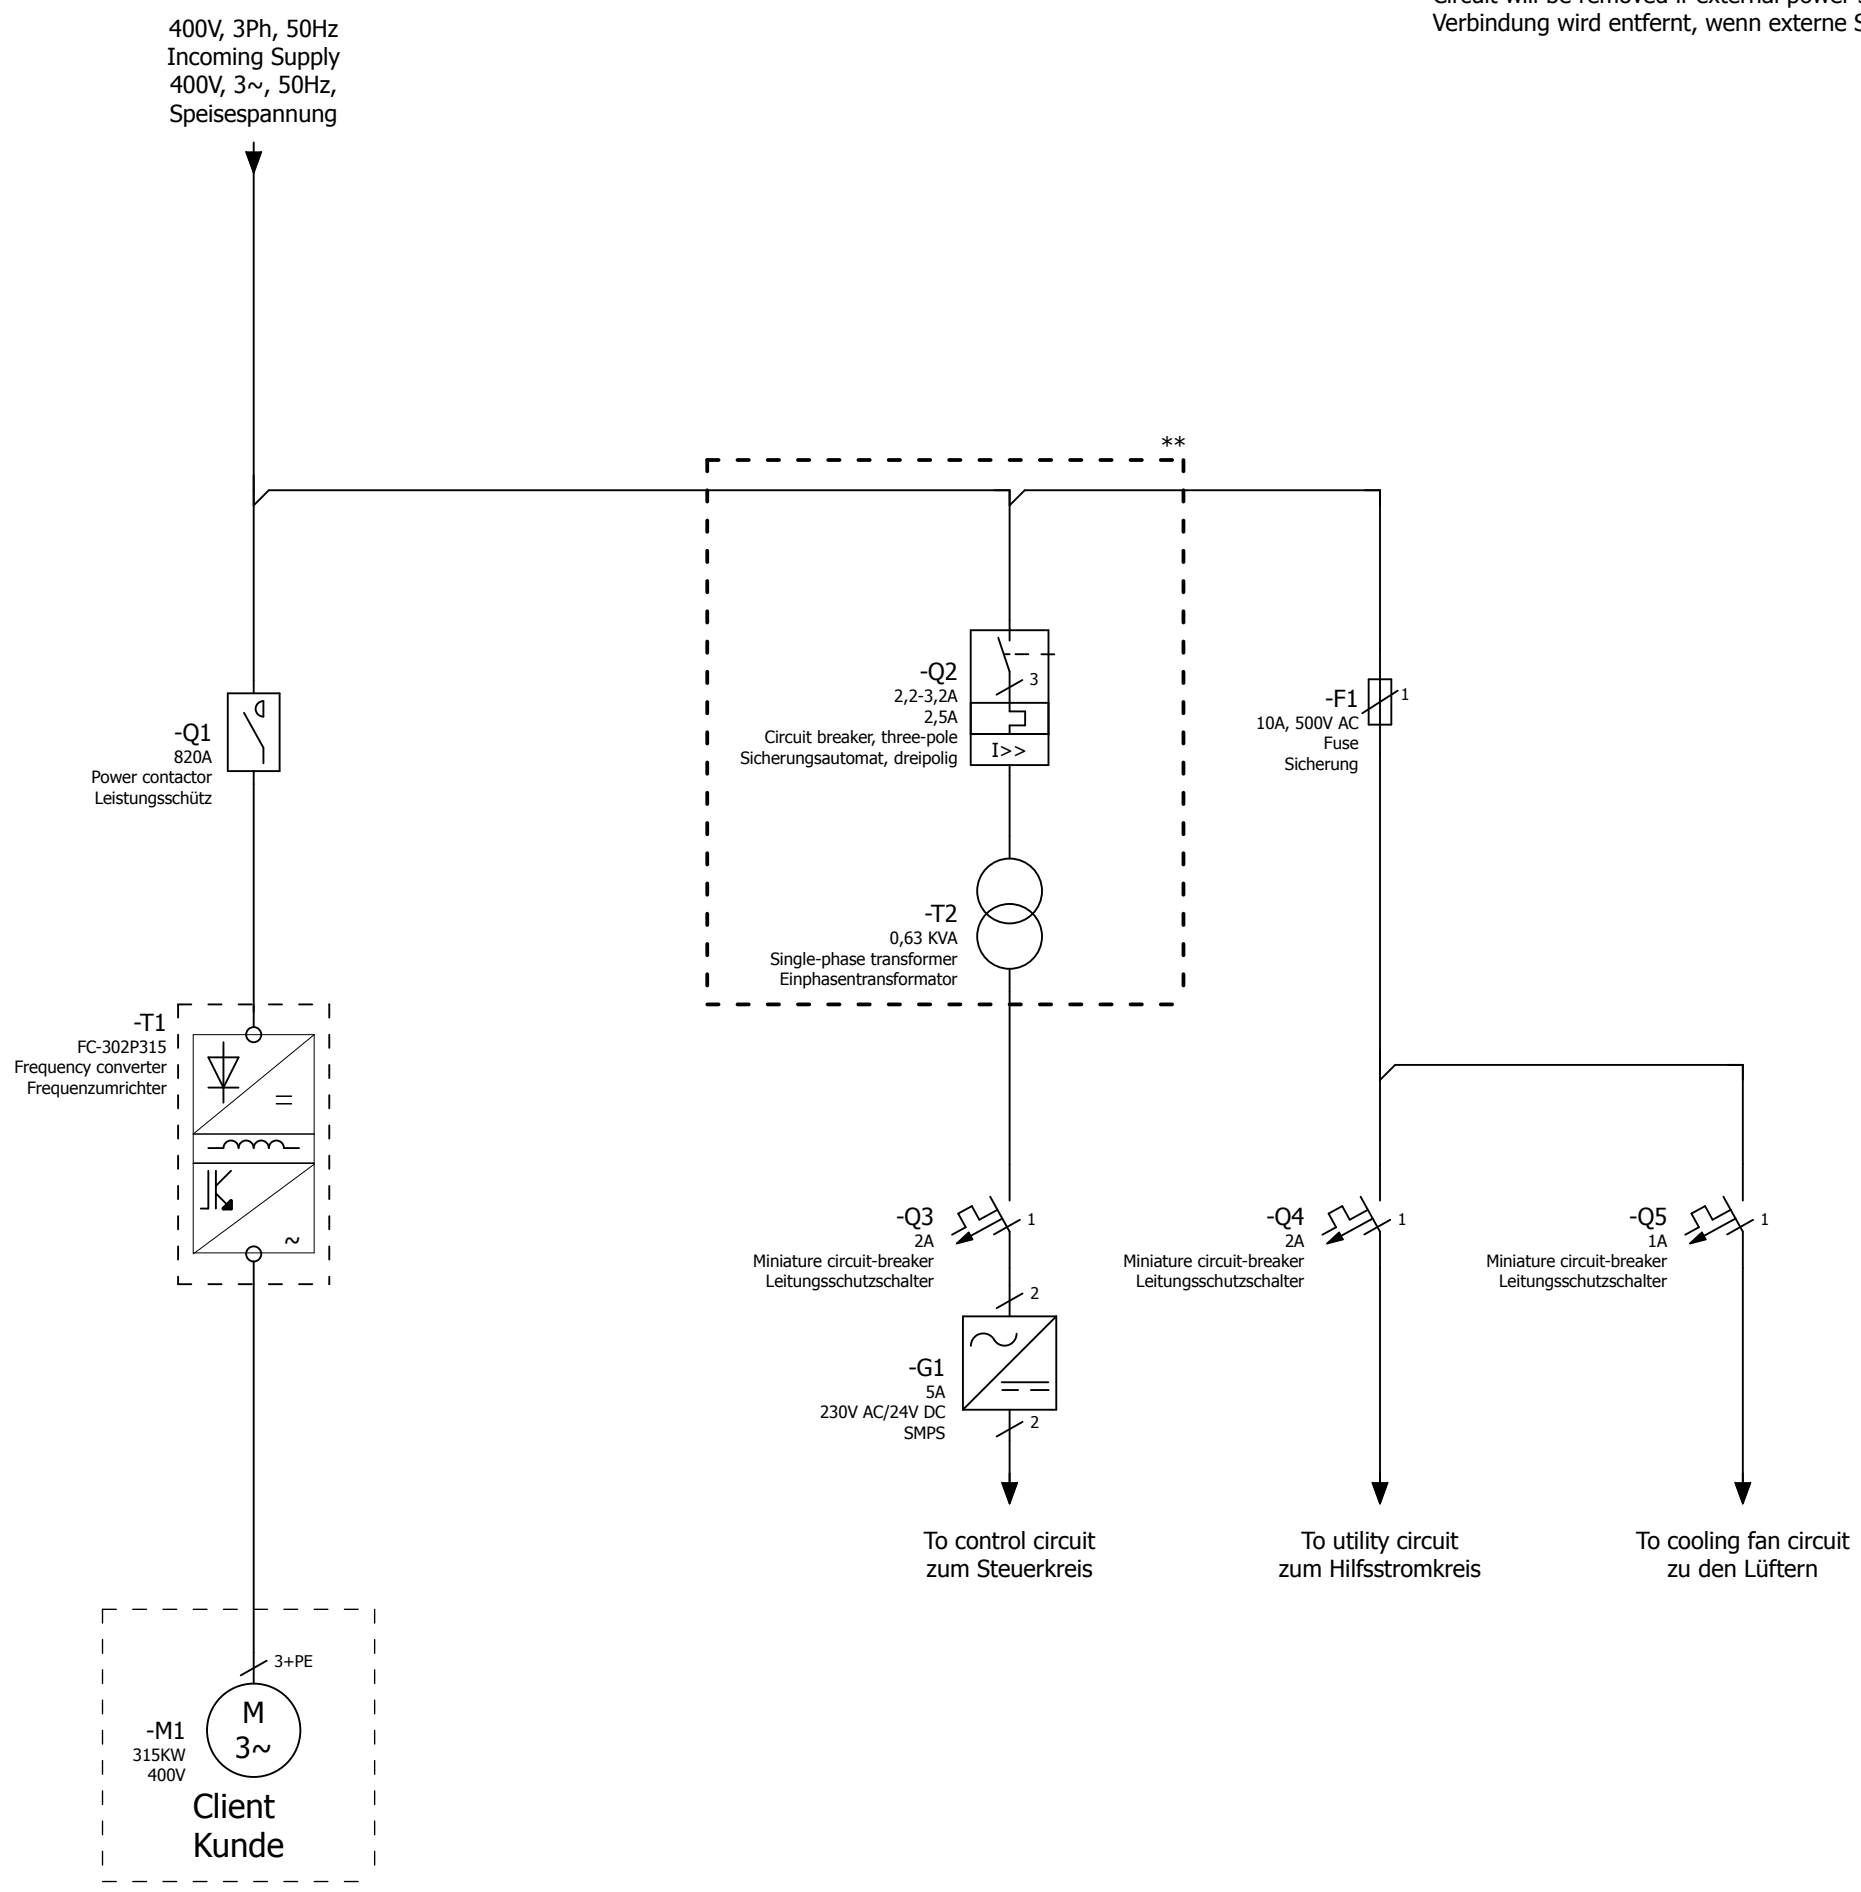 Verbindung wird entfernt, wenn externe
400V, 3Ph, 50Hz
Incoming Supply
400V, 3~, 50Hz,
Speisespannung
**
-Q1
820A
Power contactor
Leistungsschütz
-Q2
2,2-3,2A
2,5A
Circuit breaker, three-pole
Sicherungsautomat, dreipolig
3
I>>
-F1
10A, 500V AC
Fuse
Sicherung
1
-T2
0,63 KVA
Single-phase transformer
Einphasentransformator
-T1
FC-302P315
Frequency converter
Frequenzumrichter
=
~
-Q3
2A
Miniature circuit-breaker
Leitungsschutzschalter
1
2
-Q4
2A
Miniature circuit-breaker
Leitungsschutzschalter
1
-Q5
1A
Miniature circuit-breaker
Leitungsschutzschalter
1
-G1
5A
230V AC/24V DC
SMPS
2
To control circuit
zum Steuerkreis
To utility circuit
zum Hilfsstromkreis
To cooling fan circuit
zu den Lüftern
3+PE
M
3~
-M1
315KW
400V
Client
Kunde